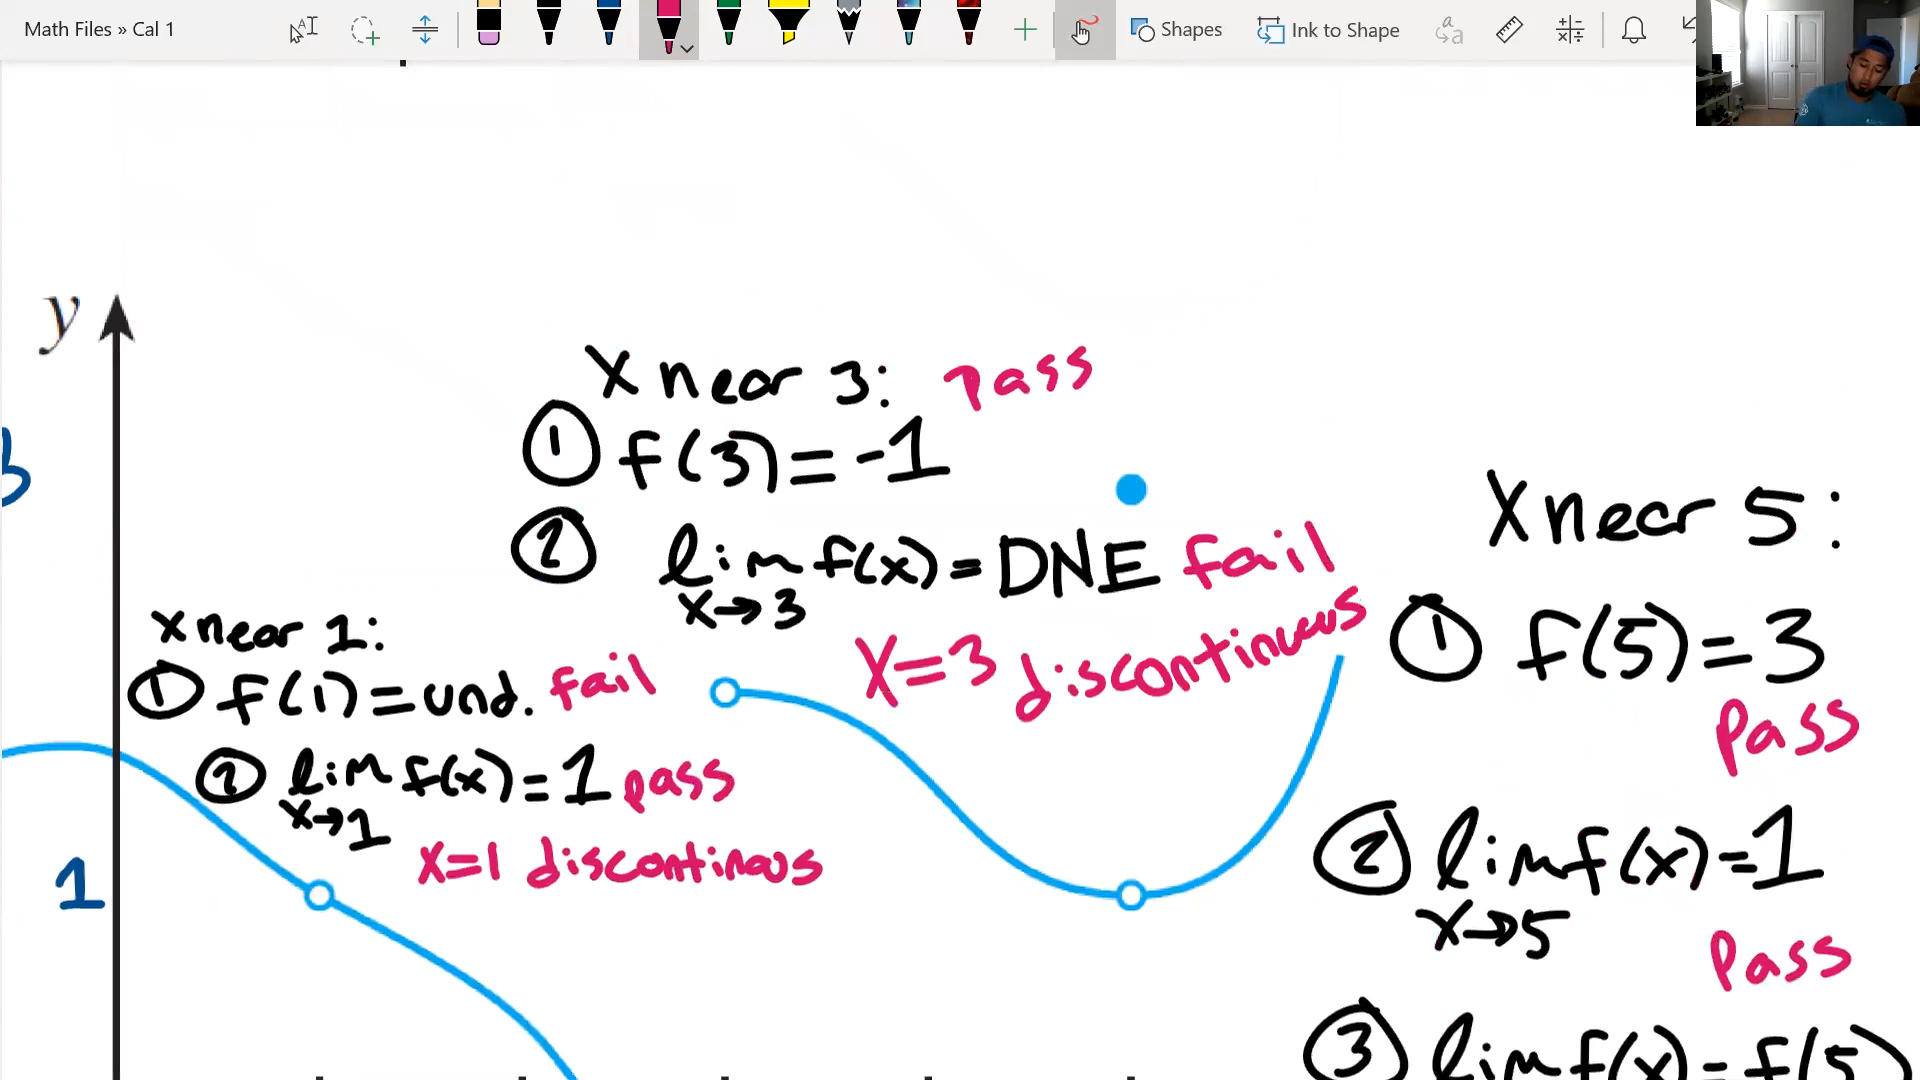 Math Files » Cal 1
Shapes
Ink to Shape
y
x near 3: pass
① f(3) = -1
② lim f(x) = DNE fail
x→3
x=3 discontinuous
x near 1:
① f(1) = und. fail
② lim f(x) = 1 pass
x→1
x=1 discontinous
1
x near 5:
① f(5) = 3
pass
② lim f(x) = 1
x→5
pass
③ lim f(x) = f(5)